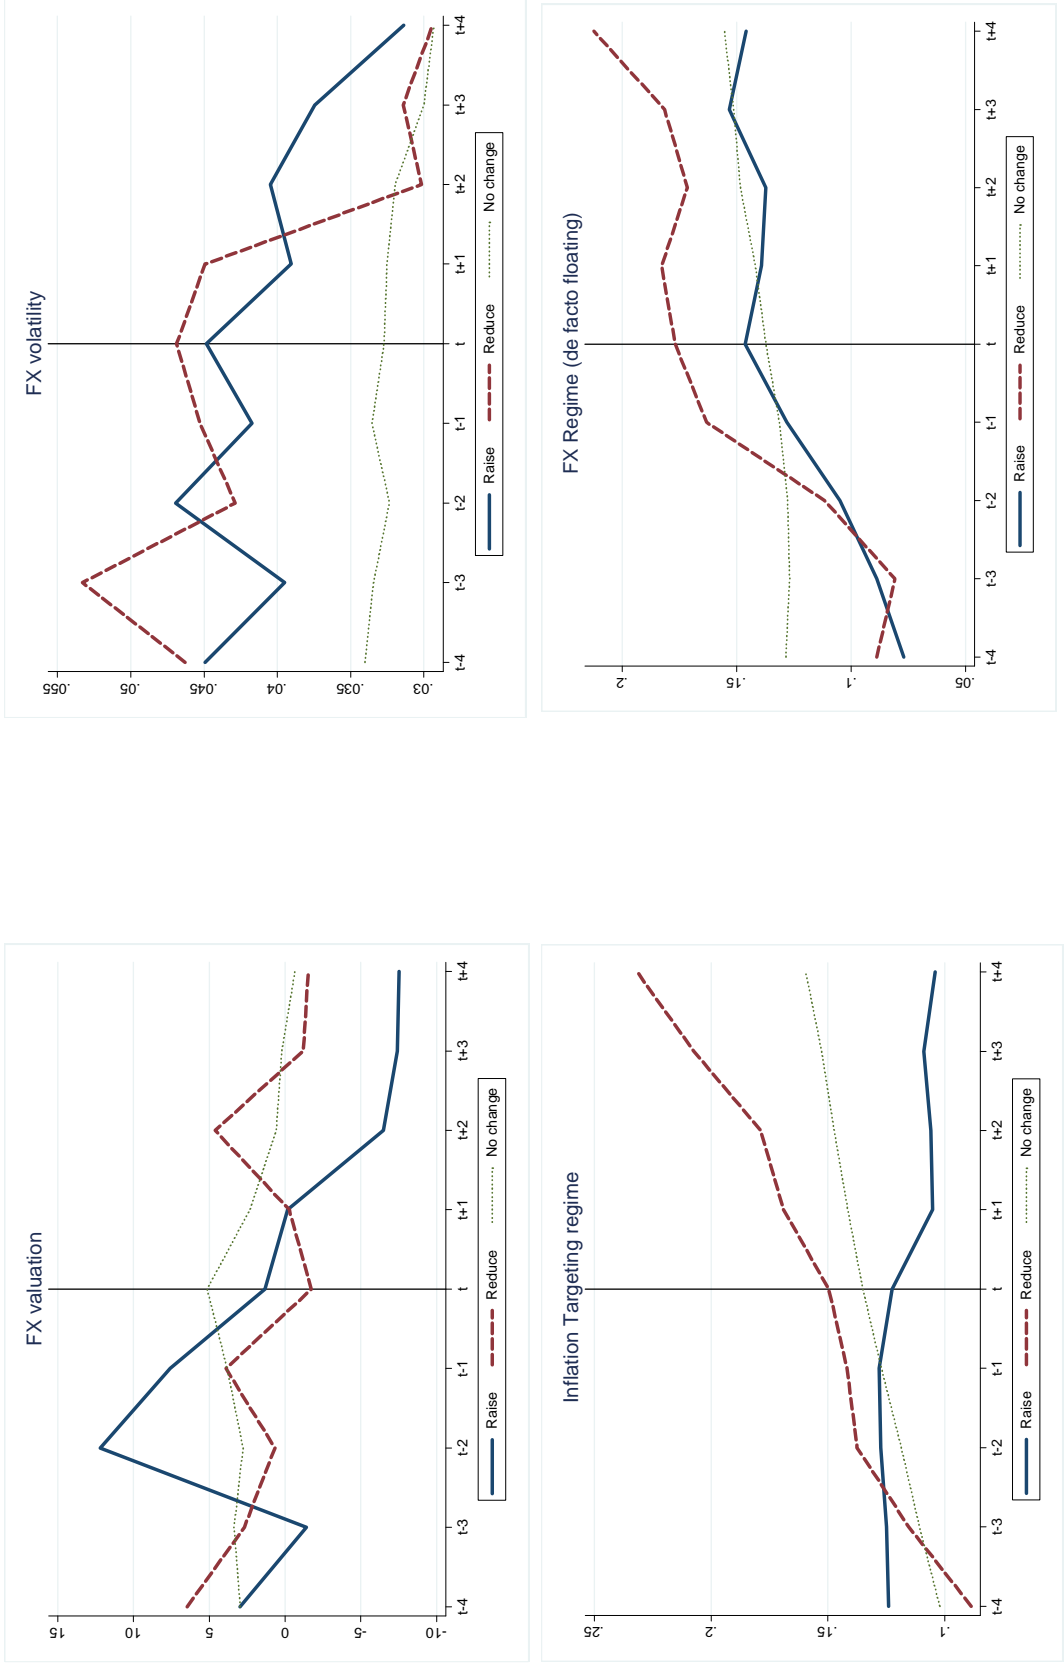 FX valuation
15
10
5
0
-5
-10
t-4 t-3 t-2 t-1 t t+1 t+2 t+3 t+4
Raise Reduce No change
FX volatility
.055
.05
.045
.04
.035
.03
t-4 t-3 t-2 t-1 t t+1 t+2 t+3 t+4
Raise Reduce No change
Inflation Targeting regime
.25
.2
.15
.1
t-4 t-3 t-2 t-1 t t+1 t+2 t+3 t+4
Raise Reduce No change
FX Regime (de facto floating)
.2
.15
.1
.05
t-4 t-3 t-2 t-1 t t+1 t+2 t+3 t+4
Raise Reduce No change